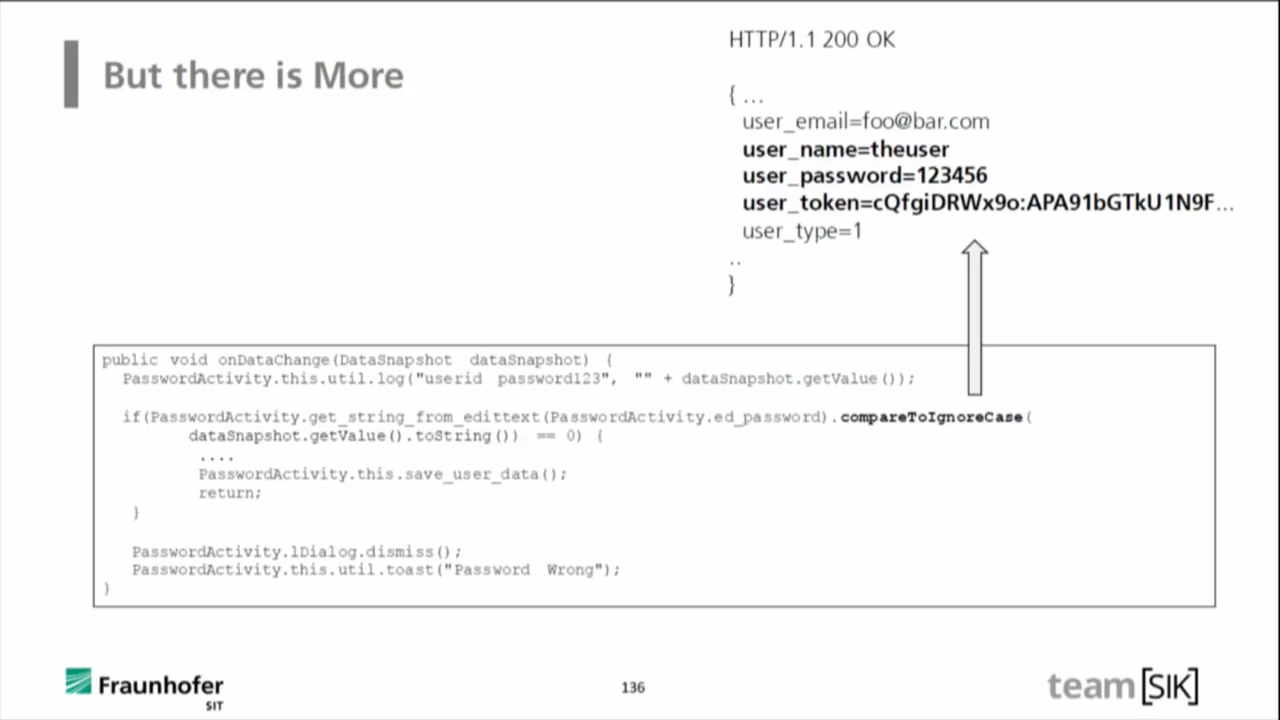 But there is More
HTTP/1.1 200 OK
{ ...
user_email=foo@bar.com
user_name=theuser
user_password=123456
user_token=cQfgiDRWx9o:APA91bGTkU1N9F...
user_type=1
..
}
public void onDataChange(DataSnapshot dataSnapshot) {
PasswordActivity.this.util.log("userid password123", "" + dataSnapshot.getValue());
if(PasswordActivity.get_string_from_edittext(PasswordActivity.ed_password).compareToIgnoreCase(
dataSnapshot.getValue().toString()) == 0) {
....
PasswordActivity.this.save_user_data();
return;
}
PasswordActivity.lDialog.dismiss();
PasswordActivity.this.util.toast("Password Wrong");
}
Fraunhofer
SIT
136
team[SIK]